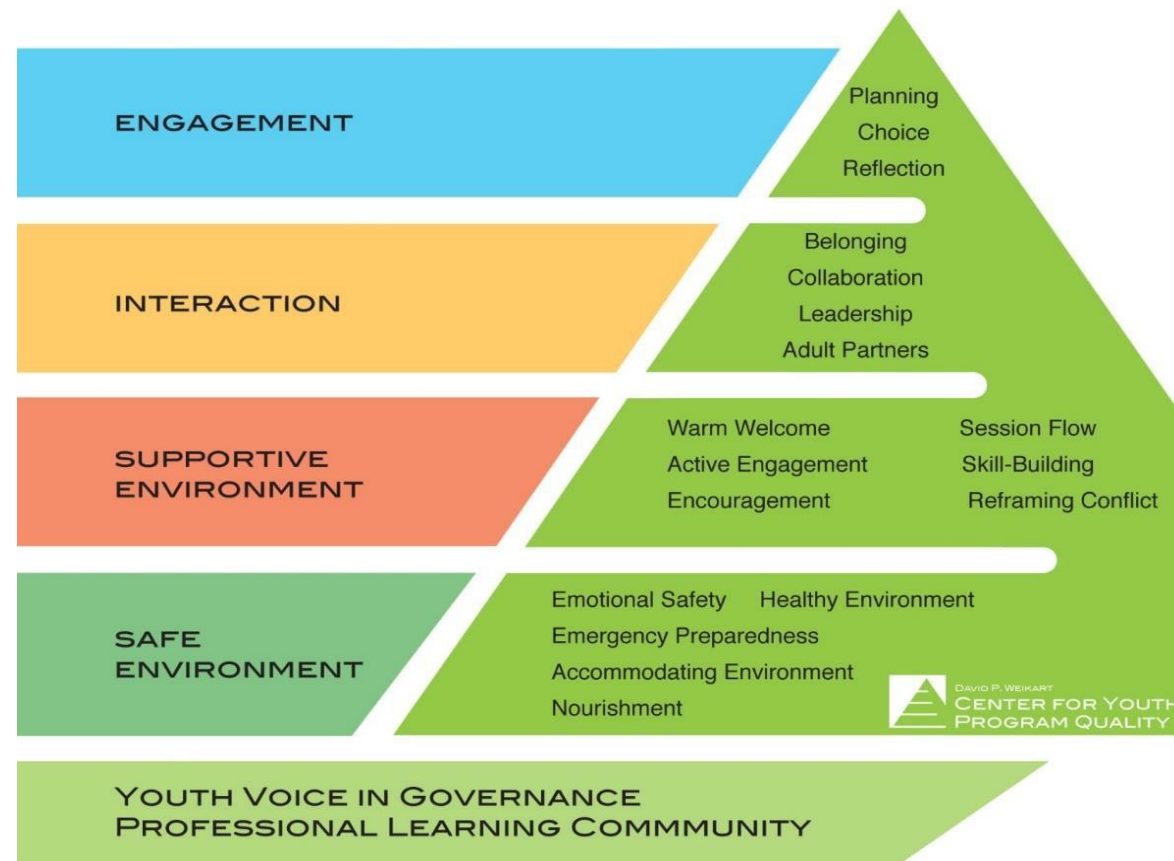 ENGAGEMENT
Planning
Choice
Reflection
INTERACTION
Belonging
Collaboration
Leadership
Adult Partners
SUPPORTIVE
ENVIRONMENT
Warm Welcome Session Flow
Active Engagement Skill-Building
Encouragement Reframing Conflict
SAFE
ENVIRONMENT
Emotional Safety Healthy Environment
Emergency Preparedness
Accommodating Environment
Nourishment
DAVID P. WEIKART
CENTER FOR YOUTH
PROGRAM QUALITY
YOUTH VOICE IN GOVERNANCE
PROFESSIONAL LEARNING COMMMUNITY